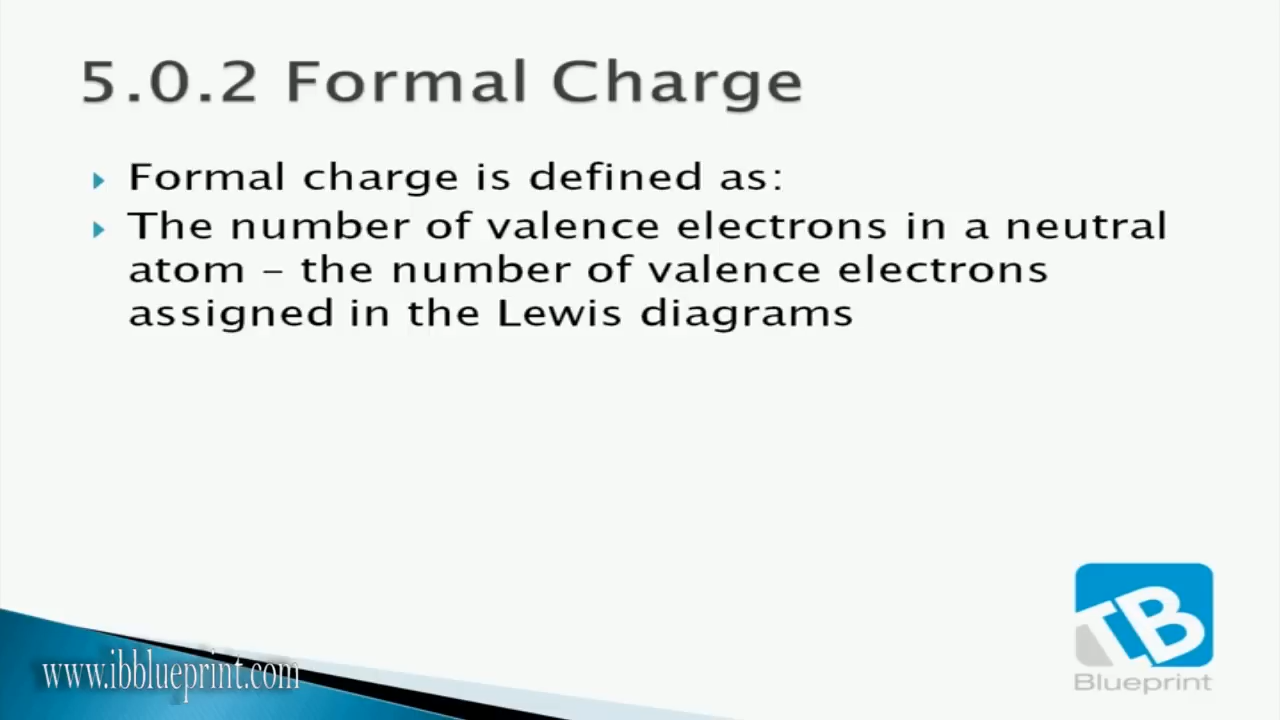 5.0.2 Formal Charge
Formal charge is defined as:
The number of valence electrons in a neutral
atom – the number of valence electrons
assigned in the Lewis diagrams
www.ibblueprint.com
IB
Blueprint